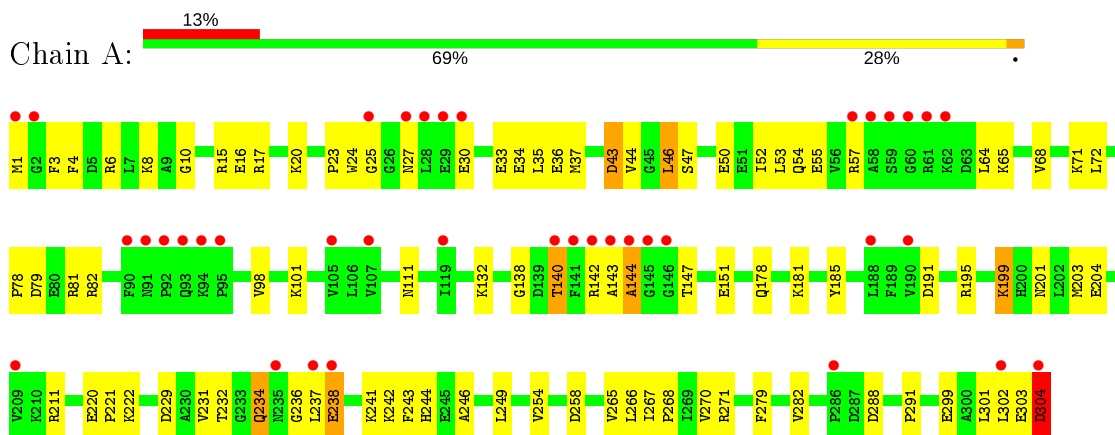 13%
Chain A:
69% 28%
M1 G2 F3 F4 D5 R6 L7 K8 A9 G10 R15 E16 R17 K20 P23 W24 G25 G26 N27 L28 E29 E30 E33 E34 L35 E36 M37 D43 V44 G45 L46 S47 E50 E51 I52 L53 Q54 E55 V56 R57 A58 S59 G60 R61 K62 D63 L64 K65 V68 K71 L72
P78 D79 E80 R81 R82 F90 N91 P92 Q93 K94 P95 V98 K101 V105 L106 V107 N111 I119 K132 G138 D139 T140 F141 R142 A143 A144 G145 G146 T147 E151 Q178 K181 Y185 L188 F189 V190 D191 R195 K199 H200 N201 L202 M203 E204
V209 K210 R211 E220 P221 K222 D229 A230 V231 T232 G233 Q234 N235 G236 L237 E238 K241 K242 F243 H244 E245 A246 L249 V254 D258 V265 L266 I267 P268 I269 V270 R271 F279 V282 P286 D287 D288 P291 E299 A300 L301 L302 E303 D304